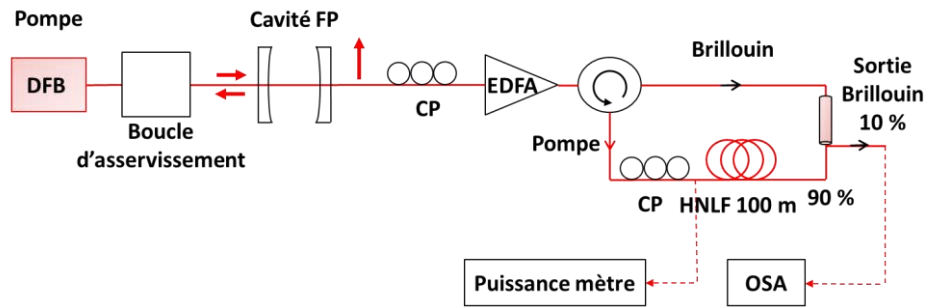 Pompe
DFB
Boucle
d'asservissement
Cavité FP
CP
EDFA
Brillouin
Pompe
CP
HNLF 100 m
90 %
Sortie
Brillouin
10 %
Puissance mètre
OSA